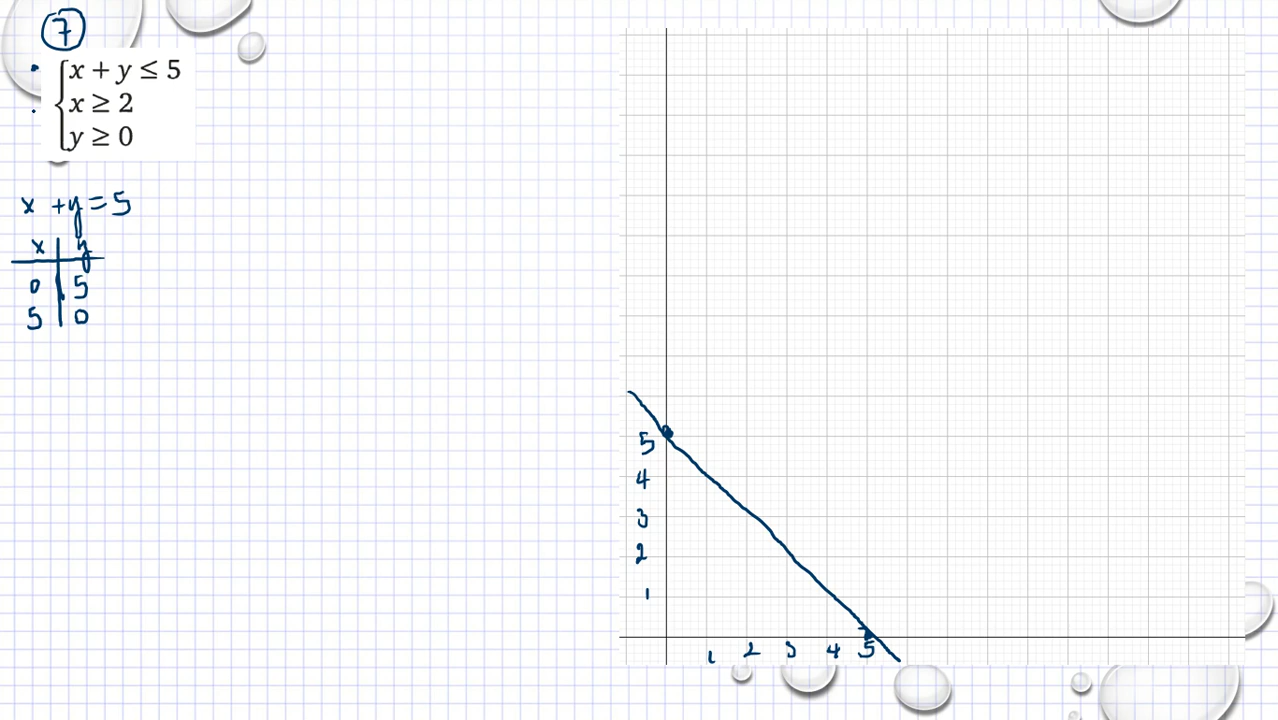 7
x + y ≤ 5
x ≥ 2
y ≥ 0
x + y = 5
x | y
0 | 5
5 | 0
5
4
3
2
1
1 2 3 4 5